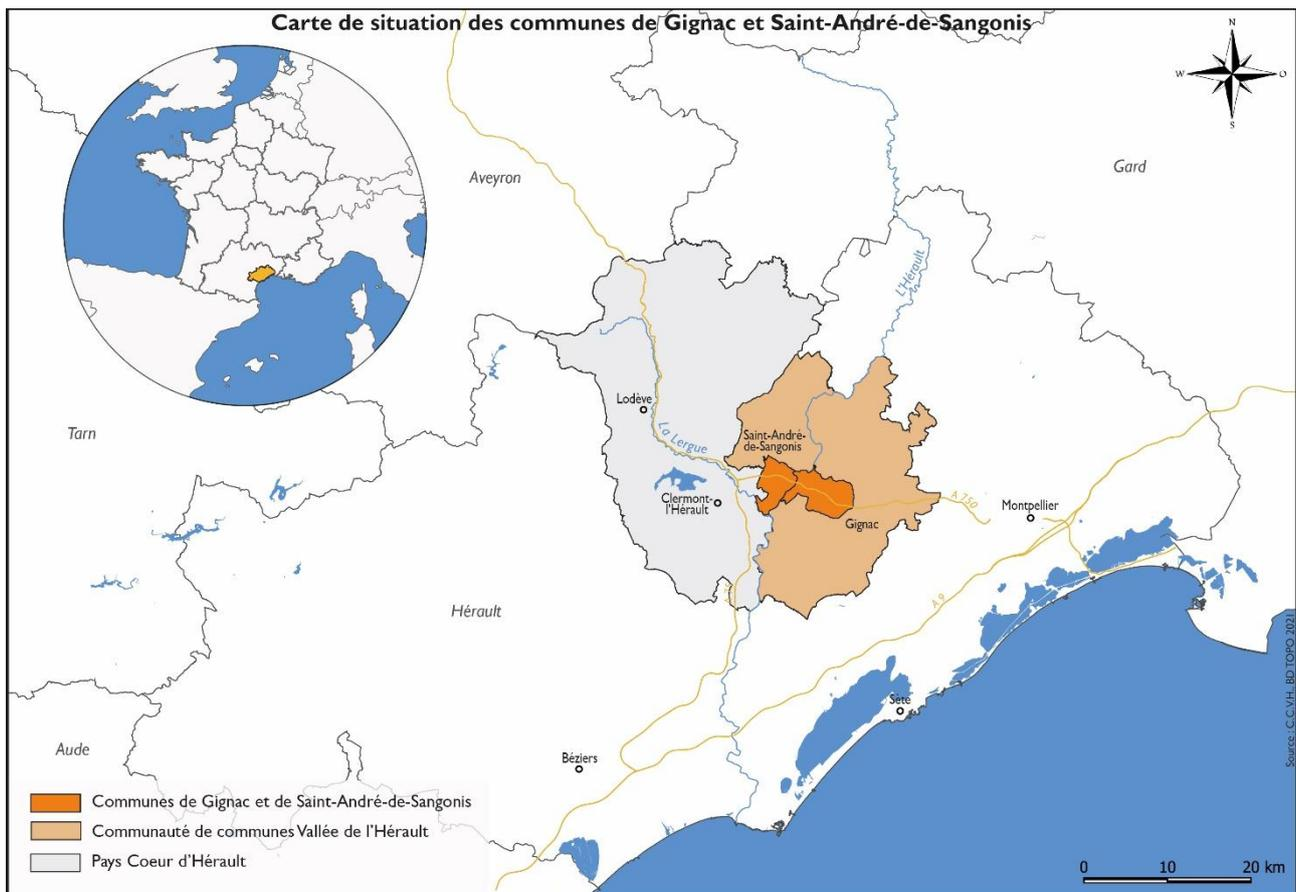 Carte de situation des communes de Gignac et Saint-André-de-Sangonis
N
W
O
S
Aveyron
Gard
L'Hérault
Lodève
Tarn
La Lergue
Saint-André-
de-Sangonis
Clermont-
l'Hérault
A 750
Montpellier
Gignac
A 75
A 9
Hérault
Sète
Aude
Béziers
Communes de Gignac et de Saint-André-de-Sangonis
Communauté de communes Vallée de l'Hérault
Pays Coeur d'Hérault
0 10 20 km
Source : C.C.V.H., BD TOPO 2021